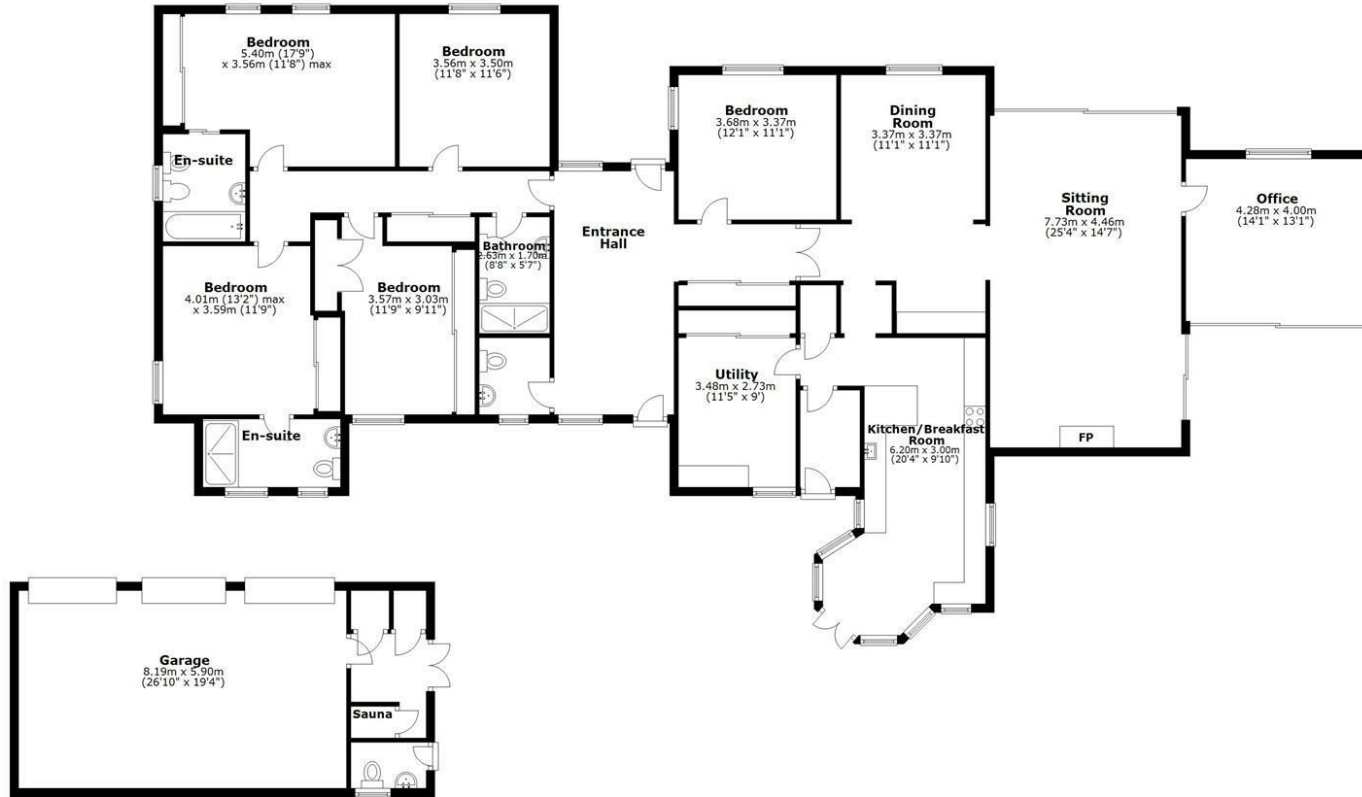 Bedroom
5.40m (17'9")
x 3.56m (11'8") max
Bedroom
3.56m x 3.50m
(11'8" x 11'6")
Bedroom
3.68m x 3.37m
(12'1" x 11'1")
Dining
Room
3.37m x 3.37m
(11'1" x 11'1")
En-suite
Sitting
Room
7.73m x 4.46m
(25'4" x 14'7")
Office
4.28m x 4.00m
(14'1" x 13'1")
Entrance
Hall
Bathroom
2.63m x 1.70m
(8'8" x 5'7")
Bedroom
4.01m (13'2") max
x 3.59m (11'9")
Bedroom
3.57m x 3.03m
(11'9" x 9'11")
Utility
3.48m x 2.73m
(11'5" x 9')
Kitchen/Breakfast
Room
6.20m x 3.00m
(20'4" x 9'10")
FP
En-suite
Garage
8.19m x 5.90m
(26'10" x 19'4")
Sauna